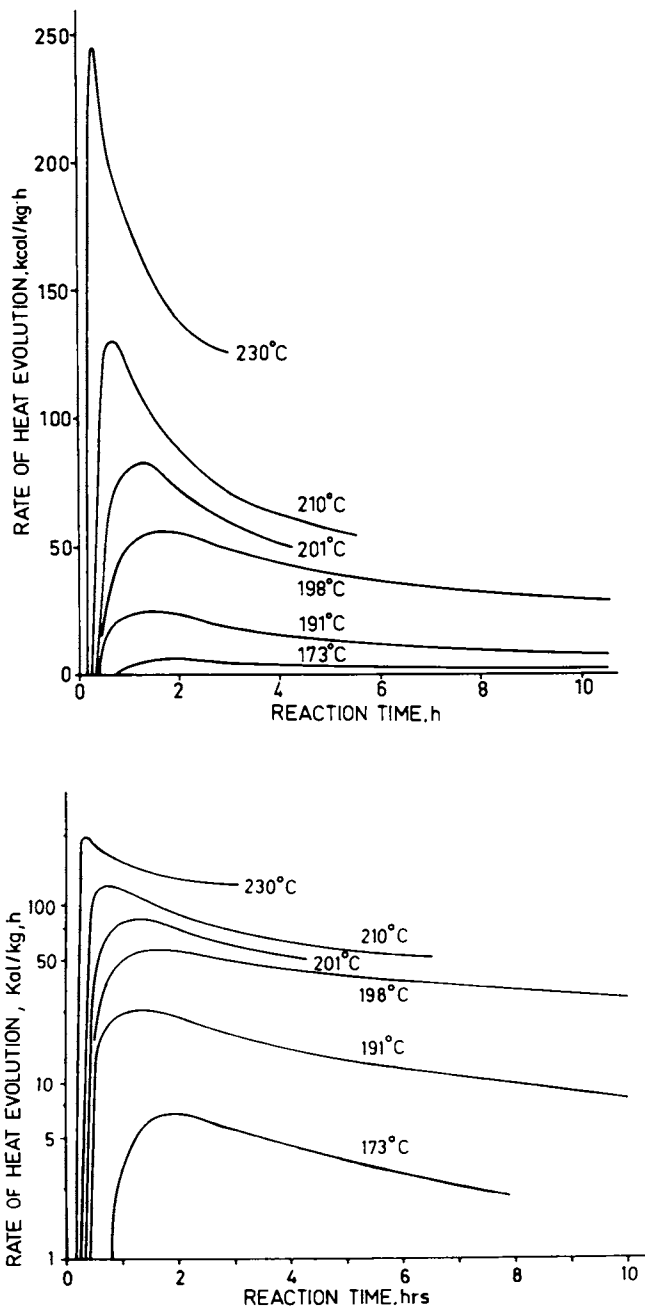 250
200
150
100
50
0
RATE OF HEAT EVOLUTION, kcal/kg·h
230°C
210°C
201°C
198°C
191°C
173°C
0 2 4 6 8 10
REACTION TIME, h
100
50
10
5
1
RATE OF HEAT EVOLUTION , Kal/kg,h
230°C
210°C
201°C
198°C
191°C
173°C
0 2 4 6 8 10
REACTION TIME, hrs